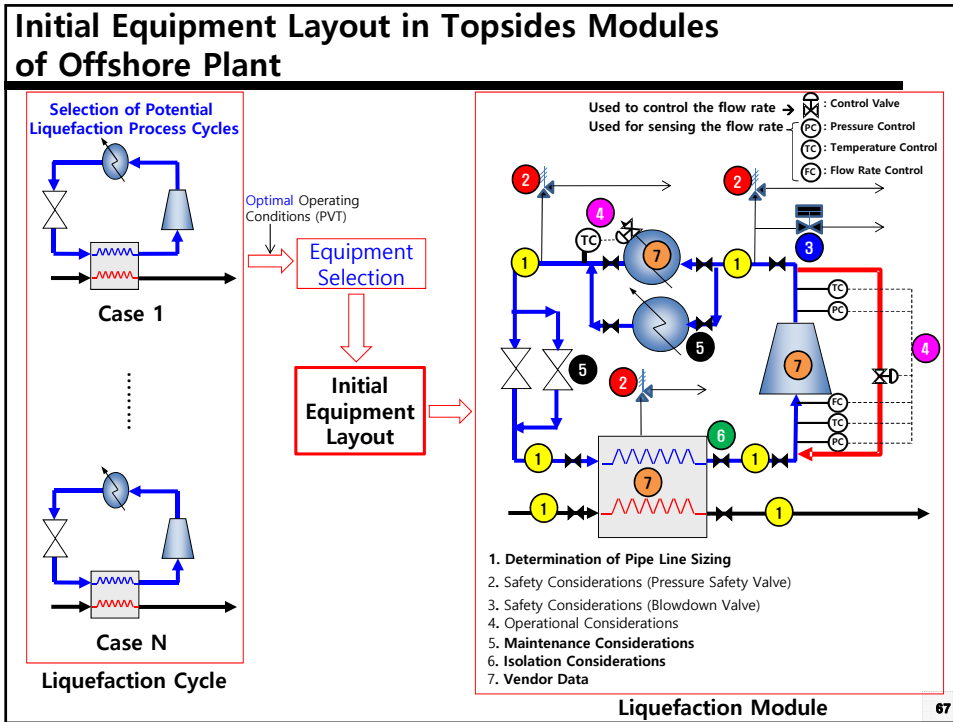 Initial Equipment Layout in Topsides Modules
of Offshore Plant
Selection of Potential
Liquefaction Process Cycles
Case 1
Case N
Liquefaction Cycle
Optimal Operating
Conditions (PVT)
Equipment
Selection
Initial
Equipment
Layout
Used to control the flow rate
: Control Valve
Used for sensing the flow rate
PC : Pressure Control
TC : Temperature Control
FC : Flow Rate Control
2
2
4
TC
7
3
1
1
TC
PC
5
5
7
4
2
FC
TC
PC
6
1
1
7
1
1
1. Determination of Pipe Line Sizing
2. Safety Considerations (Pressure Safety Valve)
3. Safety Considerations (Blowdown Valve)
4. Operational Considerations
5. Maintenance Considerations
6. Isolation Considerations
7. Vendor Data
Liquefaction Module
67